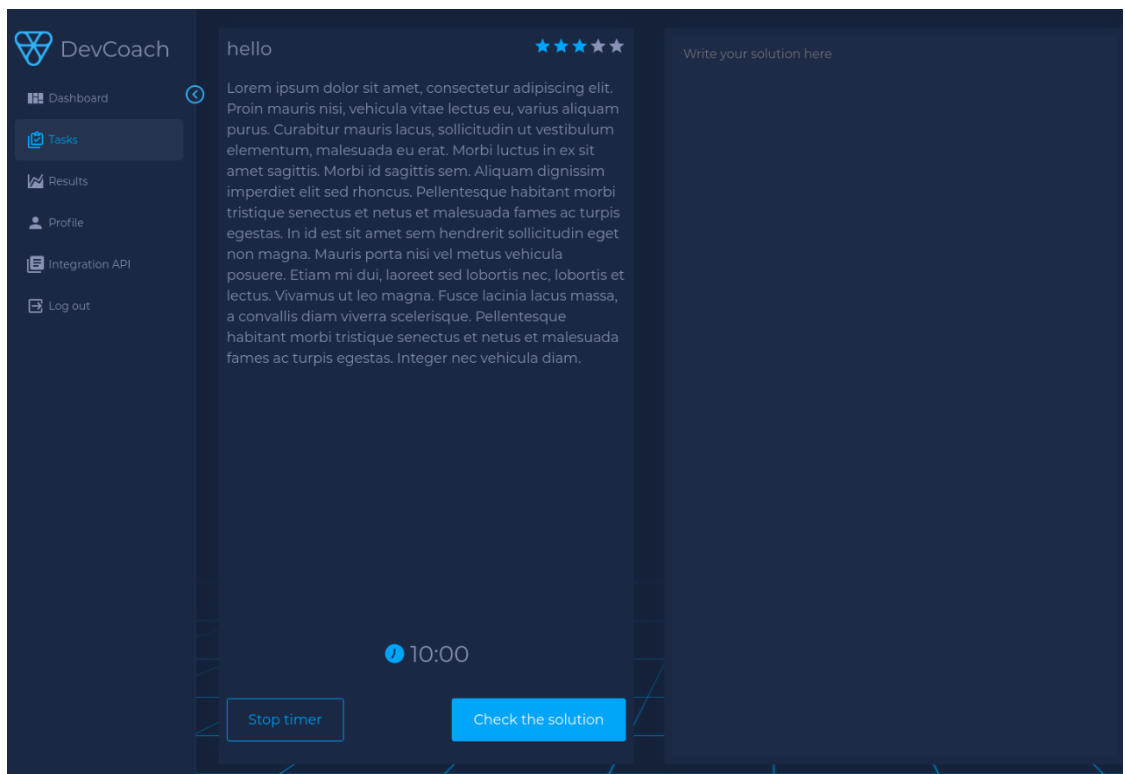 DevCoach
Dashboard
Tasks
Results
Profile
Integration API
Log out
hello
Lorem ipsum dolor sit amet, consectetur adipiscing elit.
Proin mauris nisi, vehicula vitae lectus eu, varius aliquam
purus. Curabitur mauris lacus, sollicitudin ut vestibulum
elementum, malesuada eu erat. Morbi luctus in ex sit
amet sagittis. Morbi id sagittis sem. Aliquam dignissim
imperdiet elit sed rhoncus. Pellentesque habitant morbi
tristique senectus et netus et malesuada fames ac turpis
egestas. In id est sit amet sem hendrerit sollicitudin eget
non magna. Mauris porta nisi vel metus vehicula
posuere. Etiam mi dui, laoreet sed lobortis nec, lobortis et
lectus. Vivamus ut leo magna. Fusce lacinia lacus massa,
a convallis diam viverra scelerisque. Pellentesque
habitant morbi tristique senectus et netus et malesuada
fames ac turpis egestas. Integer nec vehicula diam.
10:00
Stop timer
Check the solution
Write your solution here